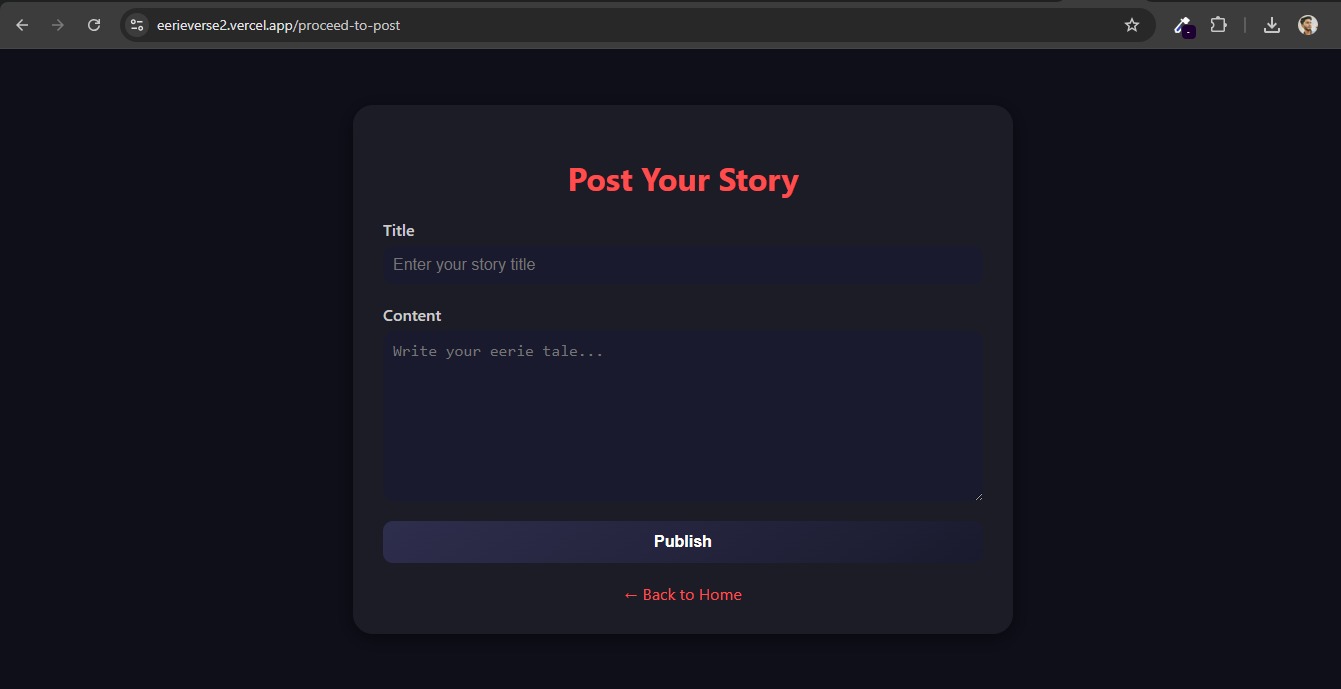 eerieverse2.vercel.app/proceed-to-post
Post Your Story
Title
Enter your story title
Content
Write your eerie tale...
Publish
← Back to Home